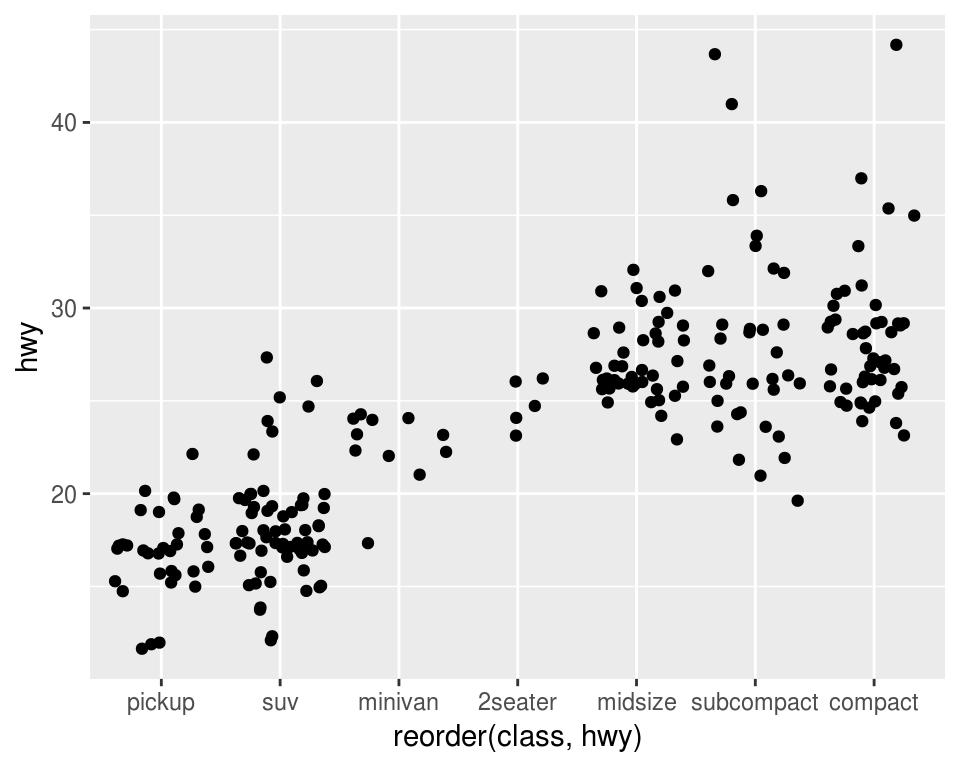 hwy
40
30
20
pickup suv minivan 2seater midsize subcompact compact
reorder(class, hwy)